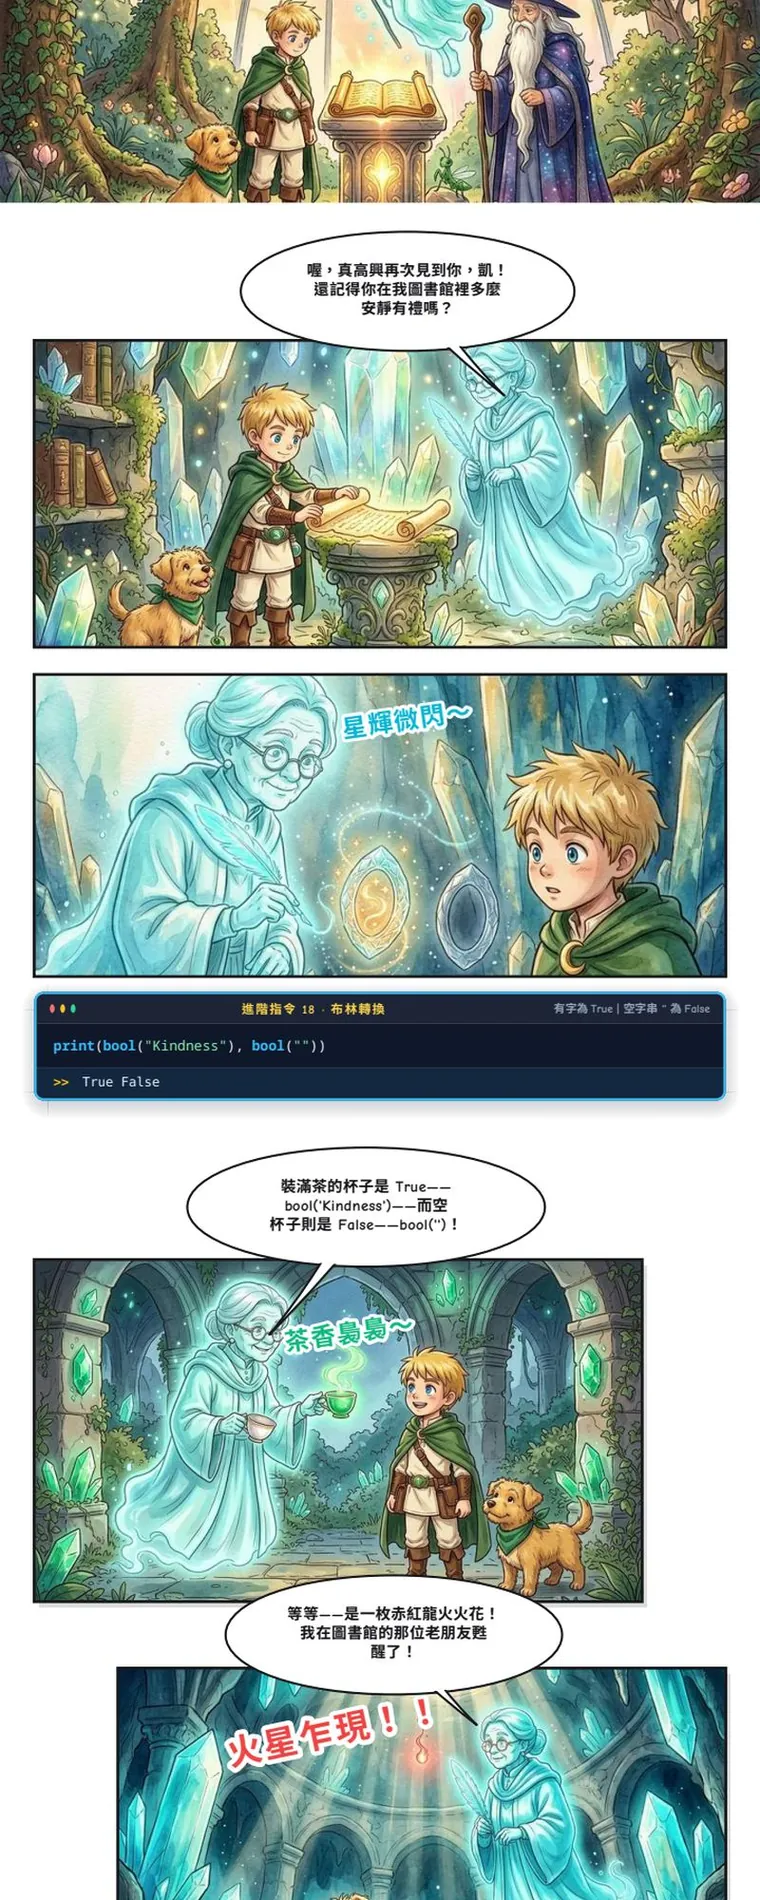 喔，真高興再次見到你，凱！
還記得你在我圖書館裡多麼
安靜有禮嗎？
星輝微閃～
進階指令 18 · 布林轉換
有字為 True | 空字串 '' 為 False
print(bool("Kindness"), bool(""))
>> True False
裝滿茶的杯子是 True——
bool('Kindness')——而空
杯子則是 False——bool('')！
茶香裊裊～
等等——是一枚赤紅龍火火花！
我在圖書館的那位老朋友甦
醒了！
火星乍現！！